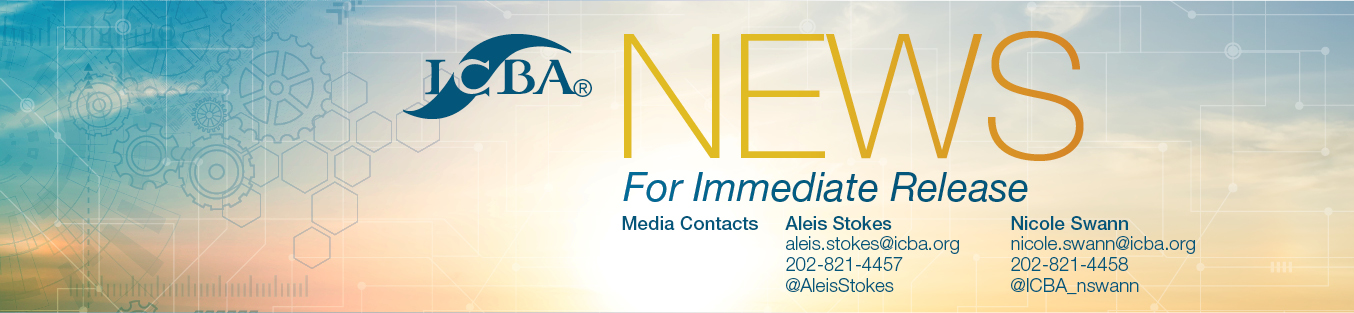 ICBA®
NEWS
For Immediate Release
Media Contacts
Aleis Stokes
aleis.stokes@icba.org
202-821-4457
@AleisStokes
Nicole Swann
nicole.swann@icba.org
202-821-4458
@ICBA_nswann